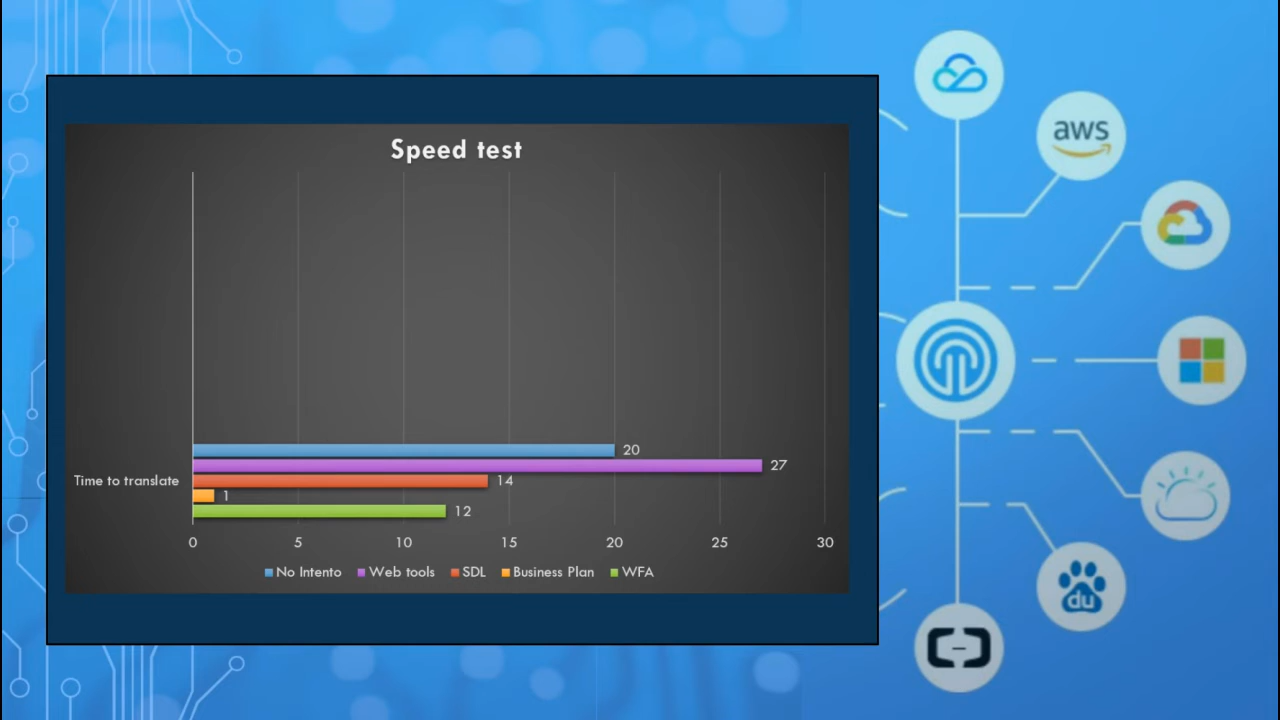 Speed test
20
27
Time to translate
14
1
12
0 5 10 15 20 25 30
No Intento Web tools SDL Business Plan WFA
aws
du